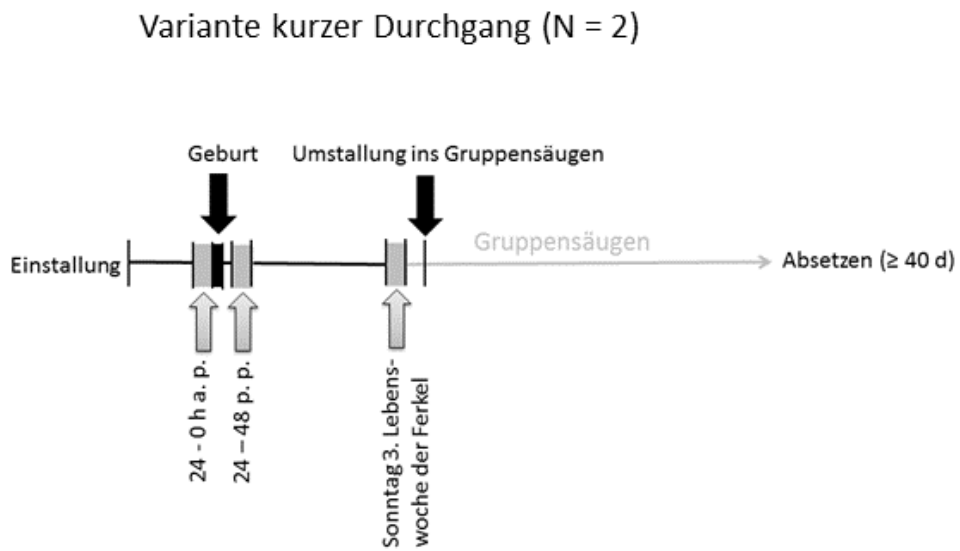 Variante kurzer Durchgang (N = 2)
Geburt
Umstallung ins Gruppensäugen
Gruppensäugen
Einstallung
Absetzen (≥ 40 d)
24 - 0 h a. p.
24 – 48 p. p.
Sonntag 3. Lebens-
woche der Ferkel